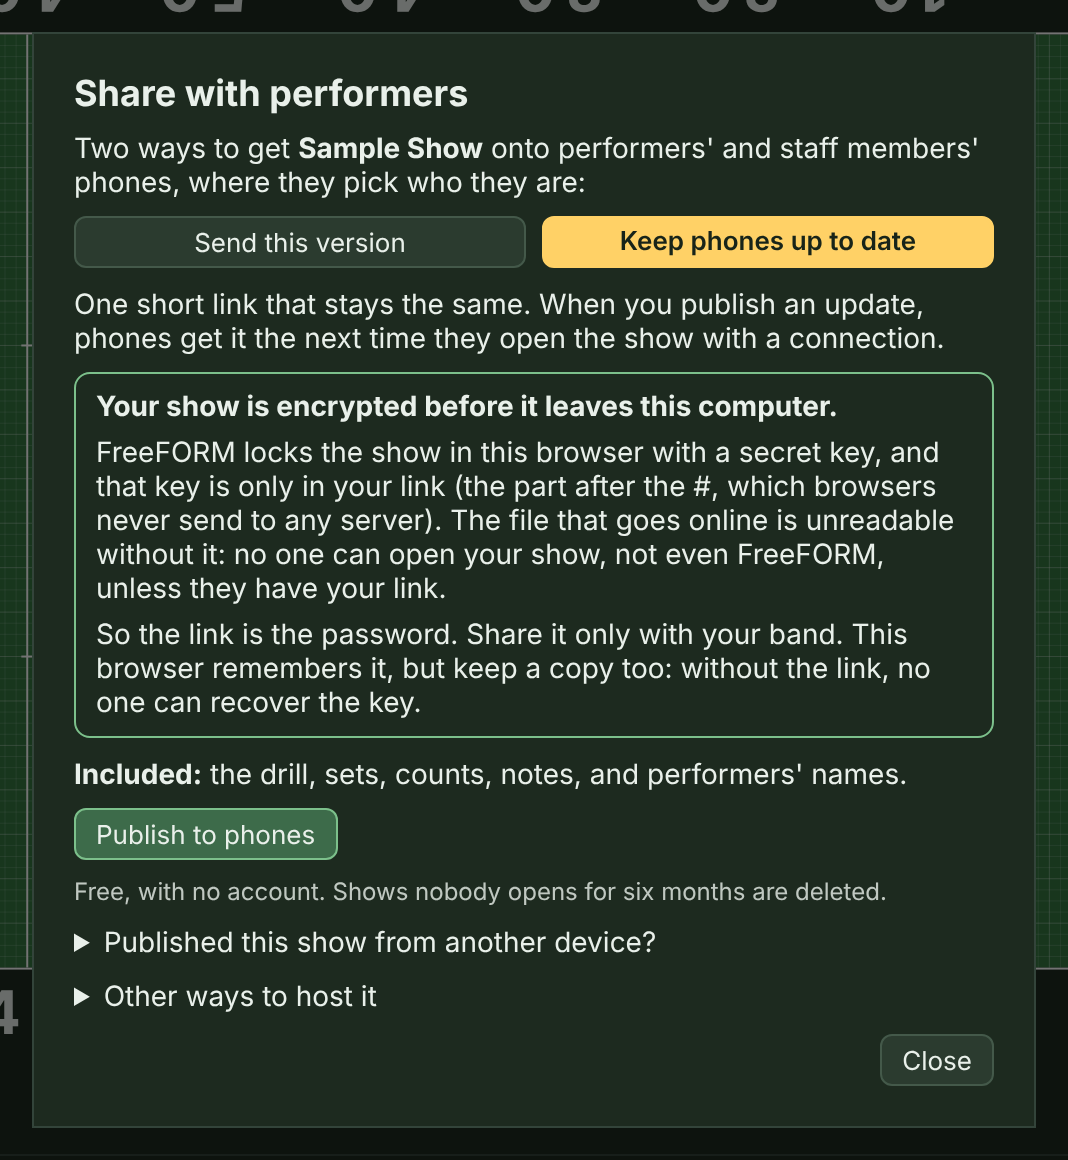 Share with performers
Two ways to get Sample Show onto performers' and staff members'
phones, where they pick who they are:
Send this version
Keep phones up to date
One short link that stays the same. When you publish an update,
phones get it the next time they open the show with a connection.
Your show is encrypted before it leaves this computer.
FreeFORM locks the show in this browser with a secret key, and
that key is only in your link (the part after the #, which browsers
never send to any server). The file that goes online is unreadable
without it: no one can open your show, not even FreeFORM,
unless they have your link.
So the link is the password. Share it only with your band. This
browser remembers it, but keep a copy too: without the link, no
one can recover the key.
Included: the drill, sets, counts, notes, and performers' names.
Publish to phones
Free, with no account. Shows nobody opens for six months are deleted.
▶ Published this show from another device?
▶ Other ways to host it
4
Close